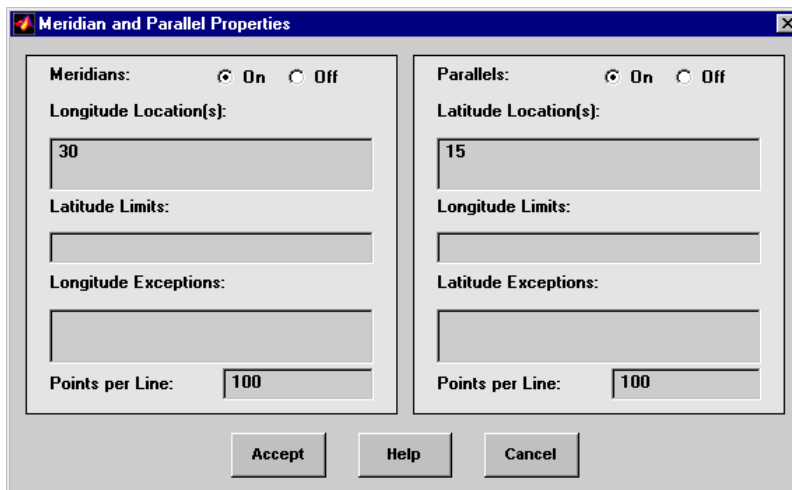 Meridian and Parallel Properties
Meridians: On Off
Longitude Location(s):
30
Latitude Limits:
Longitude Exceptions:
Points per Line: 100
Parallels: On Off
Latitude Location(s):
15
Longitude Limits:
Latitude Exceptions:
Points per Line: 100
Accept Help Cancel